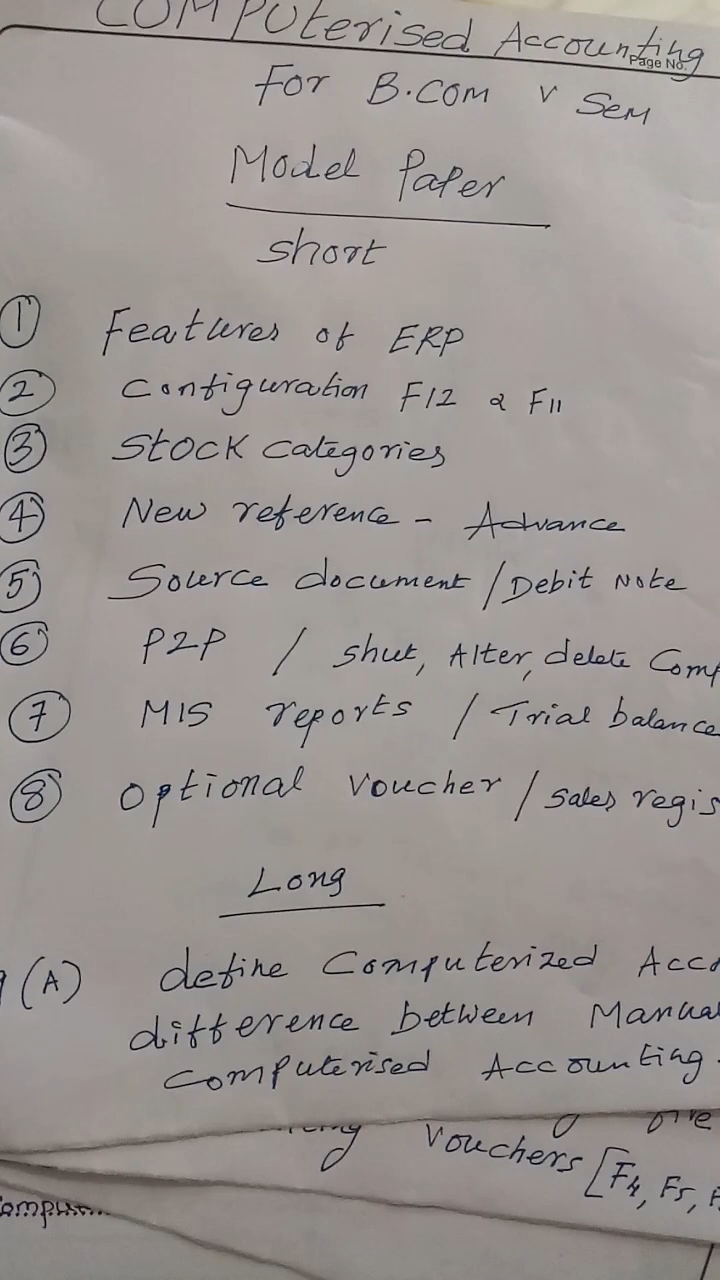 COMPUterised Accounting
Page No.
For B.Com V Sem
Model Paper
short
1 Features of ERP
2 Configuration F12 & F11
3 Stock categories
4 New reference - Advance
5 Source document / Debit Note
6 P2P / shut, Alter, delete Comp
7 MIS reports / Trial balance
8 optional Voucher / sales regis
Long
9 (A) define Computerized Acco
difference between Manua
Computerised Accounting.
Vouchers [F4, F5, F